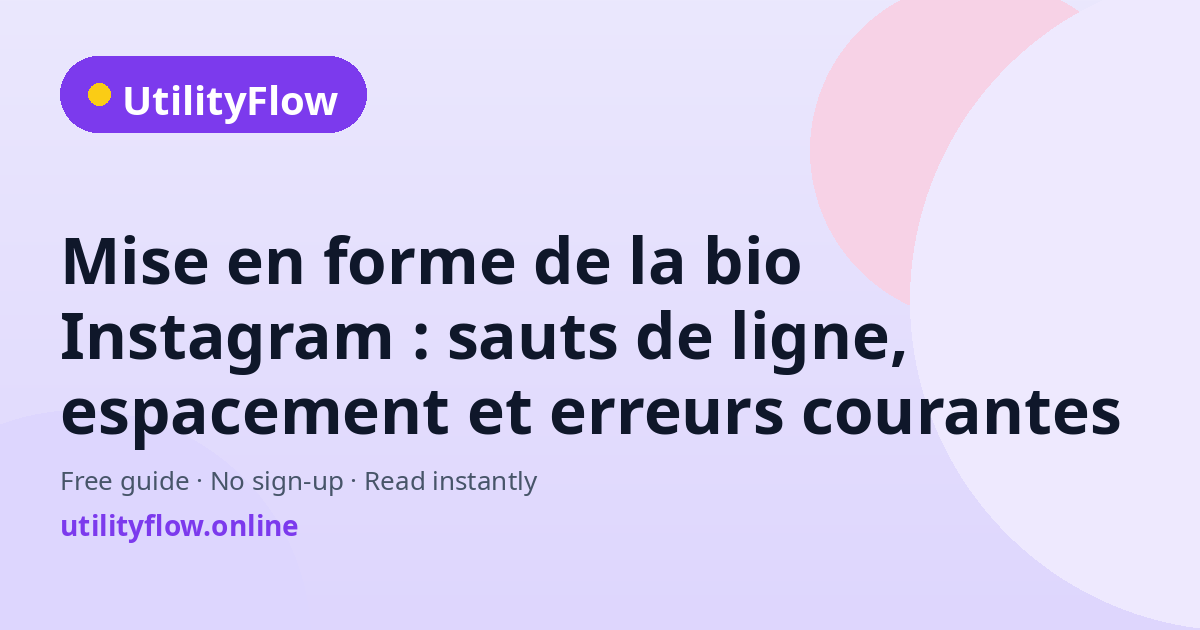 UtilityFlow
Mise en forme de la bio
Instagram : sauts de ligne,
espacement et erreurs courantes
Free guide · No sign-up · Read instantly
utilityflow.online